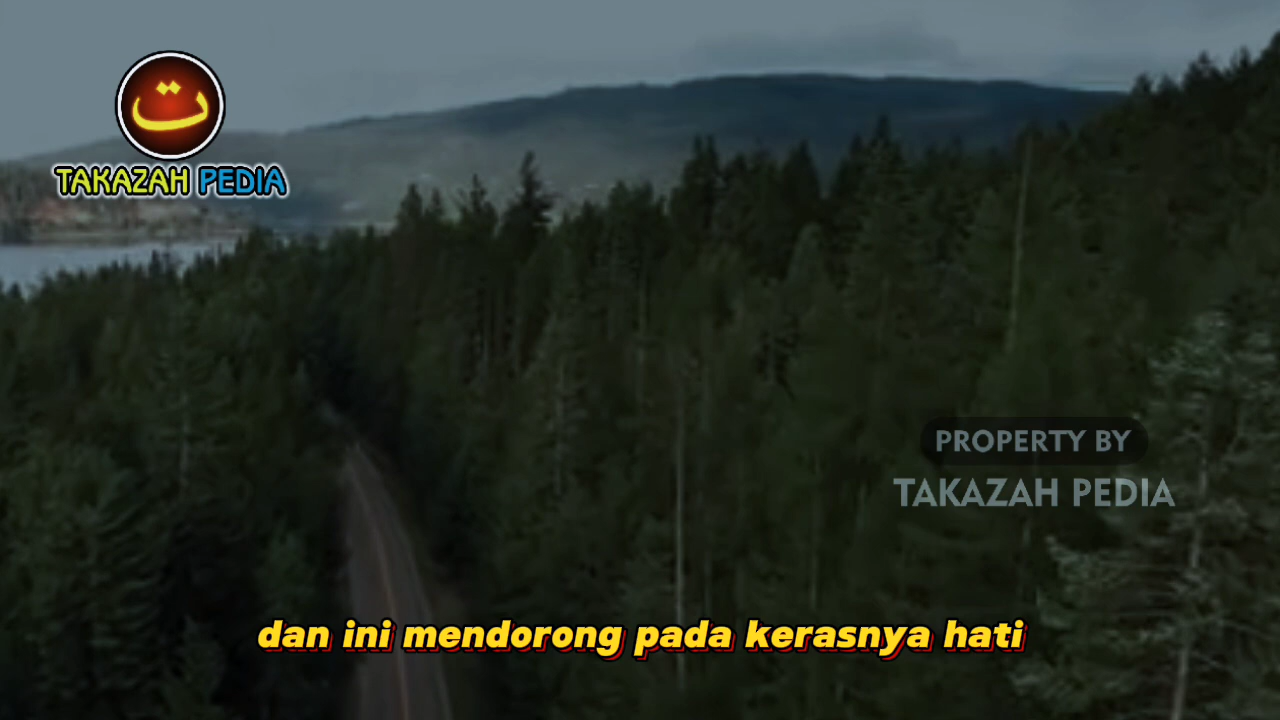 ت
TAKAZAH PEDIA
PROPERTY BY
TAKAZAH PEDIA
dan ini mendorong pada kerasnya hati